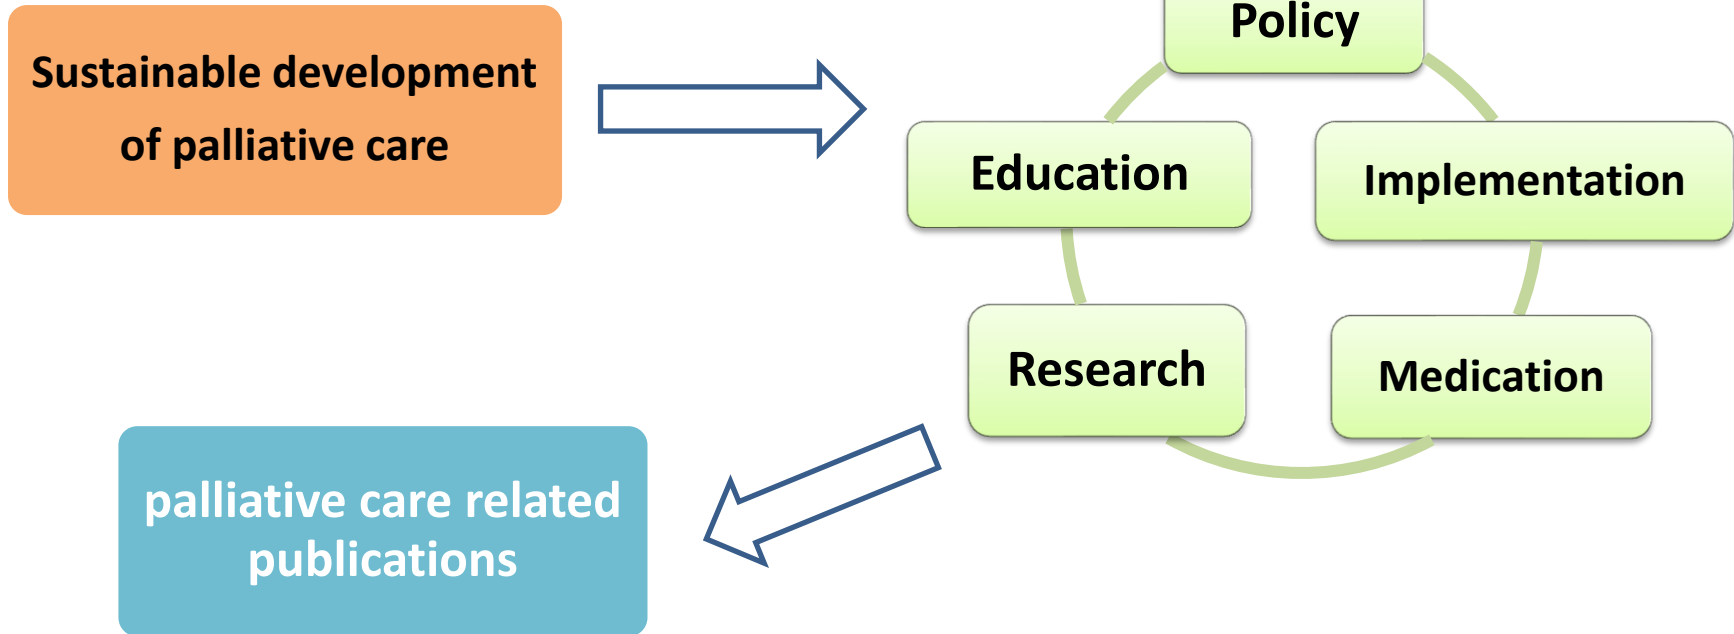 Sustainable development
of palliative care
Policy
Education
Implementation
Research
Medication
palliative care related
publications